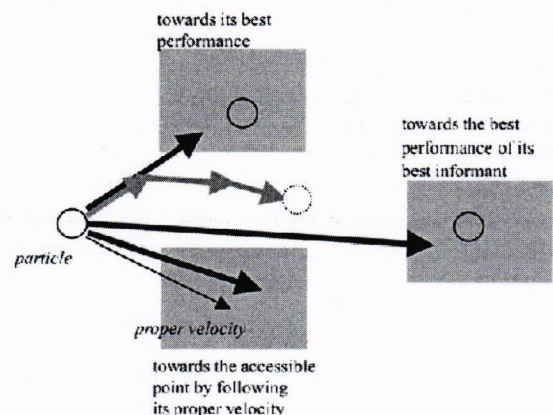 towards its best
performance
towards the best
performance of its
best informant
particle
proper velocity
towards the accessible
point by following
its proper velocity